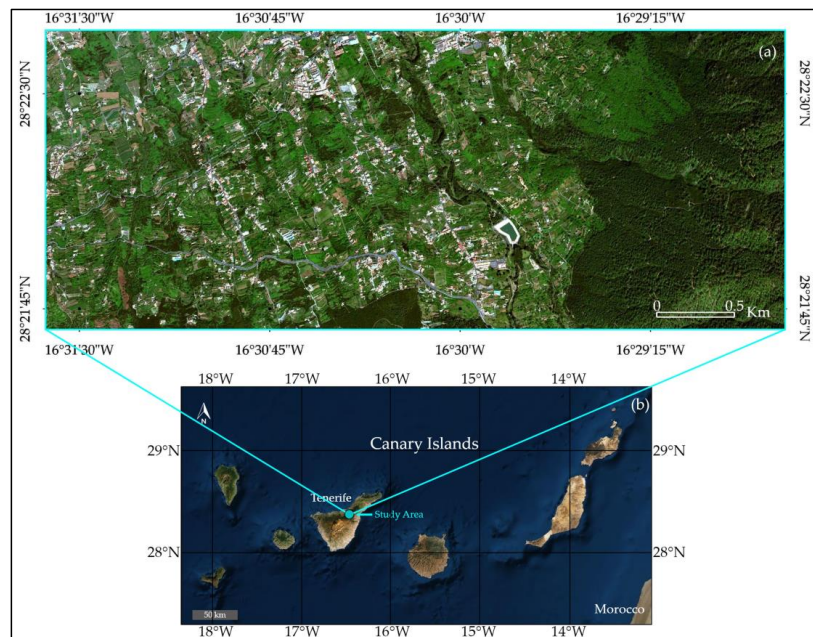 16°31'30"W 16°30'45"W 16°30"W 16°29'15"W
(a)
28°22'30"N 28°22'30"N
28°21'45"N 28°21'45"N
0 0.5 Km
16°31'30"W 16°30'45"W 16°30"W 16°29'15"W
18°W 17°W 16°W 15°W 14°W
(b)
N
Canary Islands
29°N 29°N
Tenerife
Study Area
28°N 28°N
50 km
Morocco
18°W 17°W 16°W 15°W 14°W